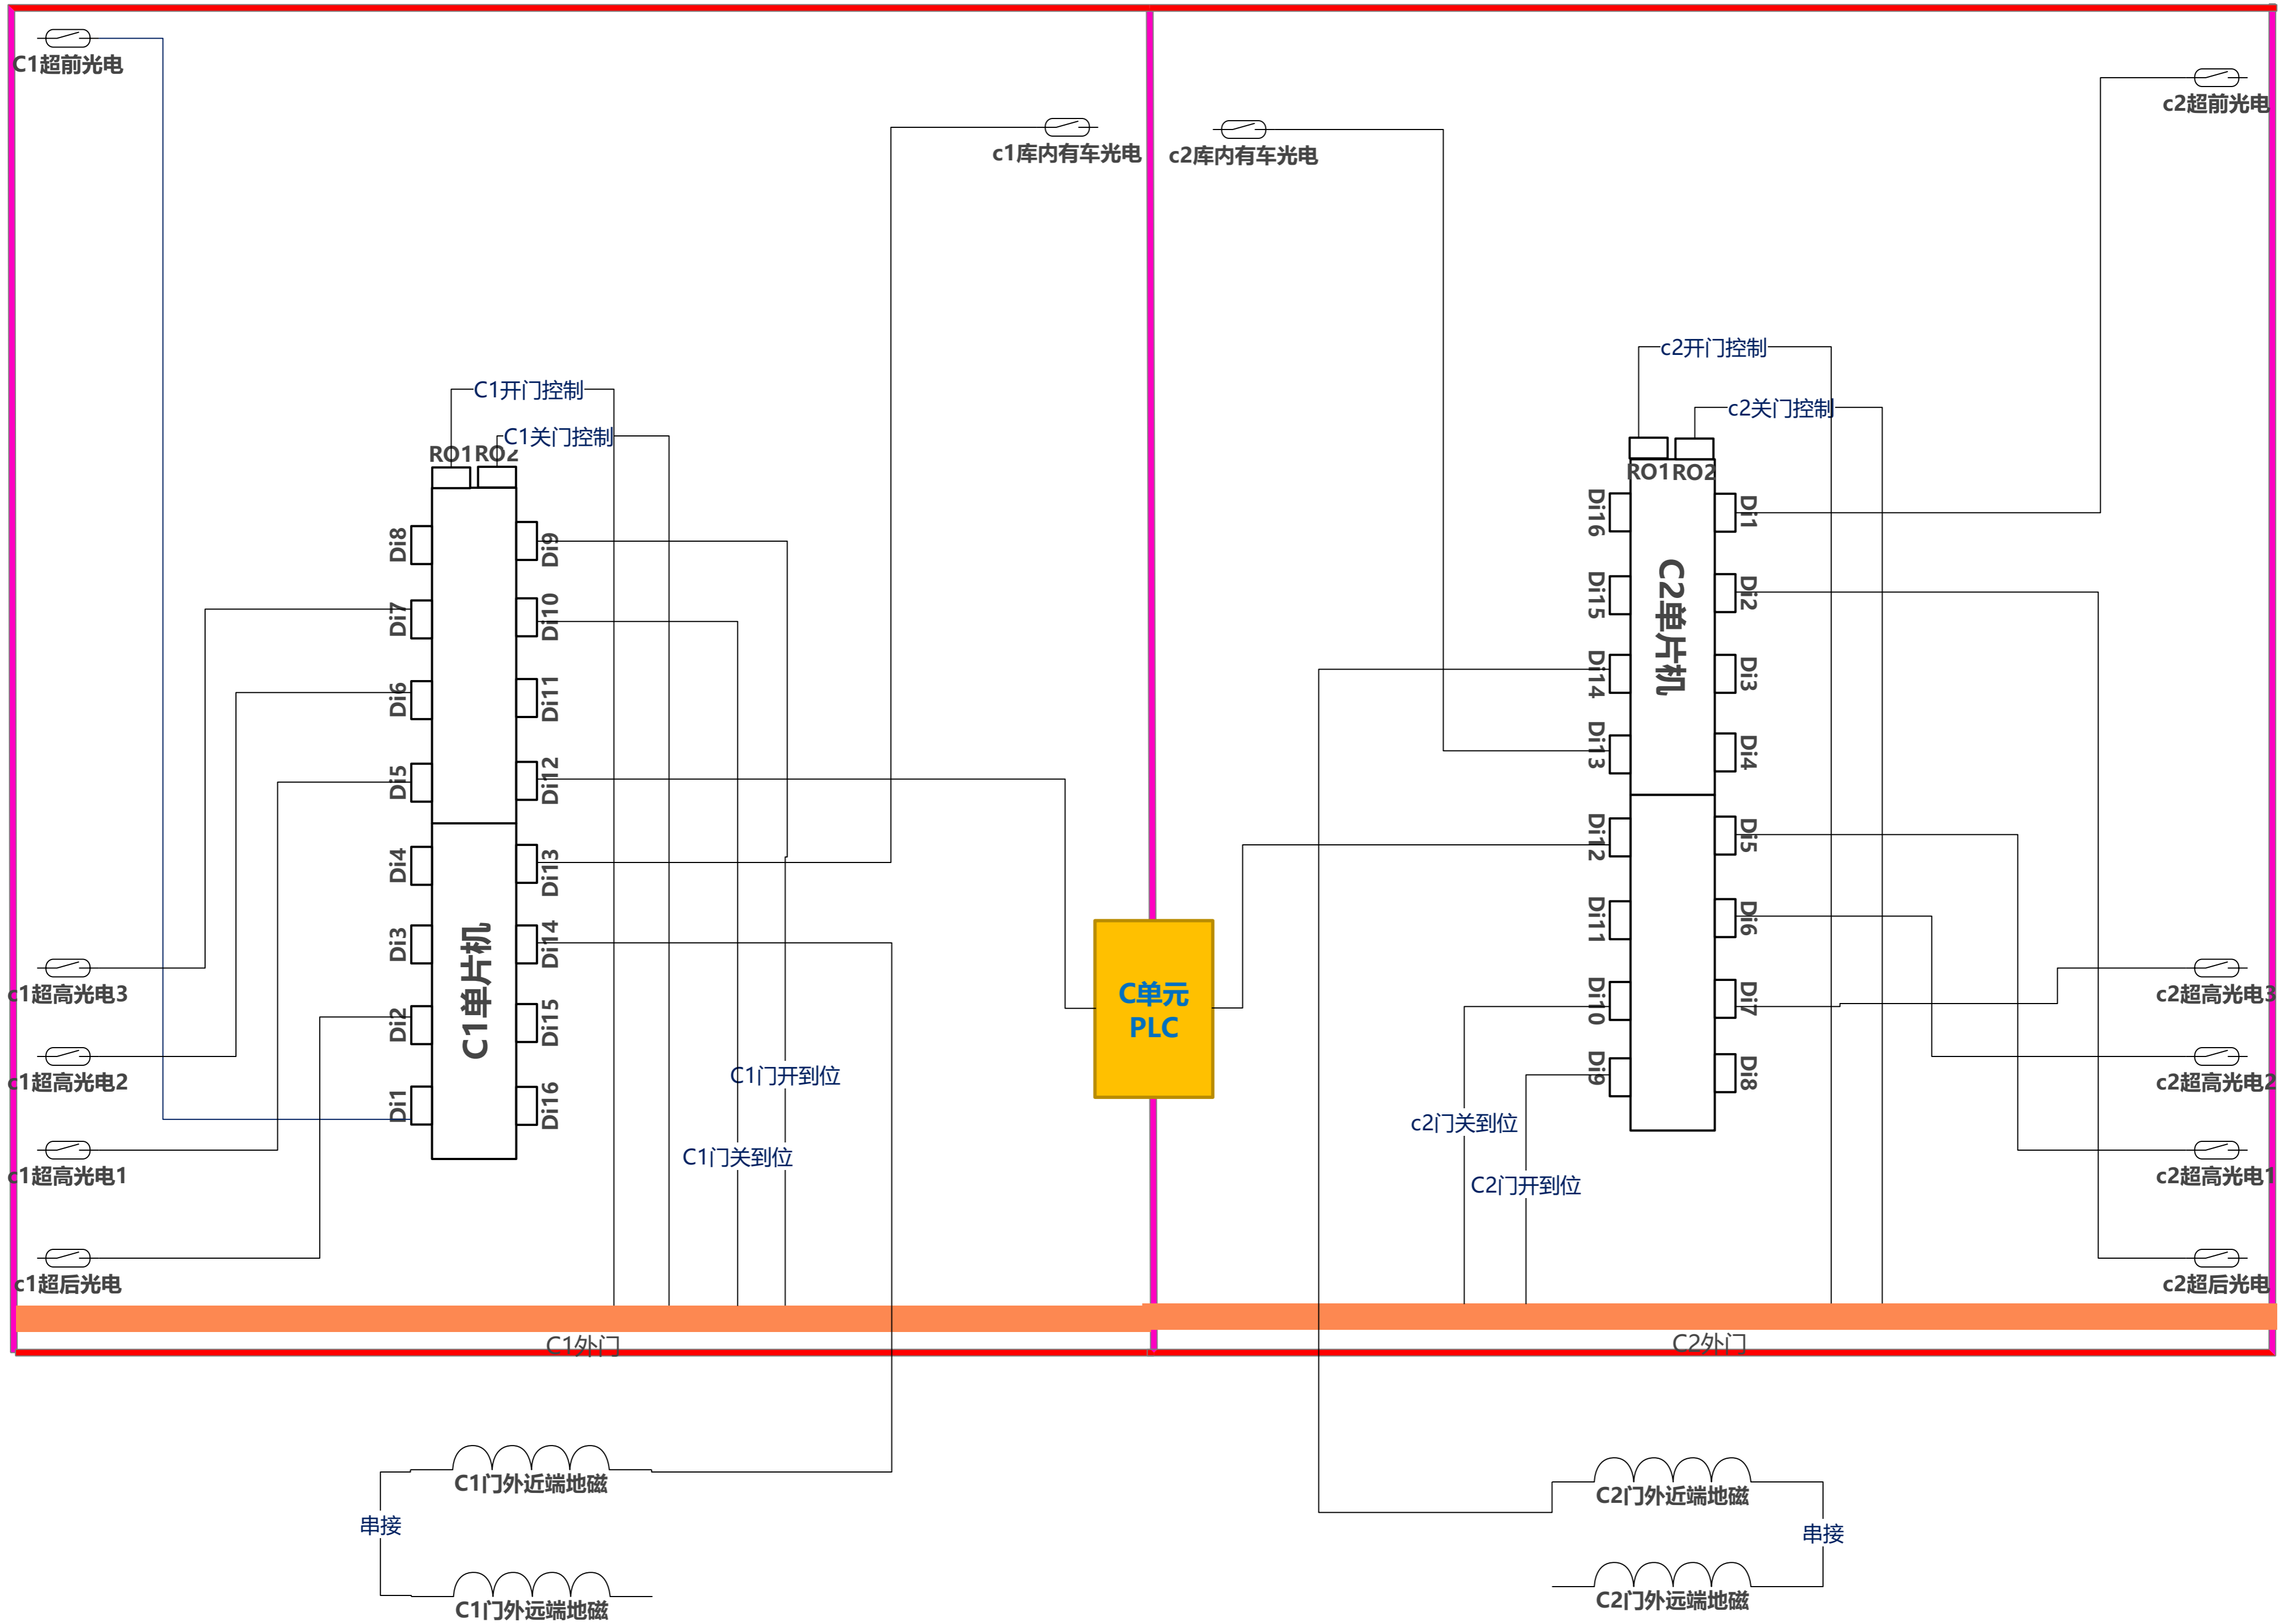 C1超前光电
c2超前光电
c1库内有车光电
c2库内有车光电
c2开门控制
C1开门控制
c2关门控制
C1关门控制
RO1
RO2
RO1
RO2
Di8
Di9
Di7
Di10
Di6
Di11
Di5
Di12
Di4
Di13
Di3
Di14
Di2
Di15
Di1
Di16
C1单片机
Di16
Di1
Di15
Di2
Di14
Di3
Di13
Di4
Di12
Di5
Di11
Di6
Di10
Di7
Di9
Di8
C2单片机
c1超高光电3
c1超高光电2
c1超高光电1
c1超后光电
C单元
PLC
C1门开到位
C1门关到位
c2门关到位
C2门开到位
c2超高光电3
c2超高光电2
c2超高光电1
c2超后光电
C1外门
C2外门
C1门外近端地磁
串接
C1门外远端地磁
C2门外近端地磁
串接
C2门外远端地磁